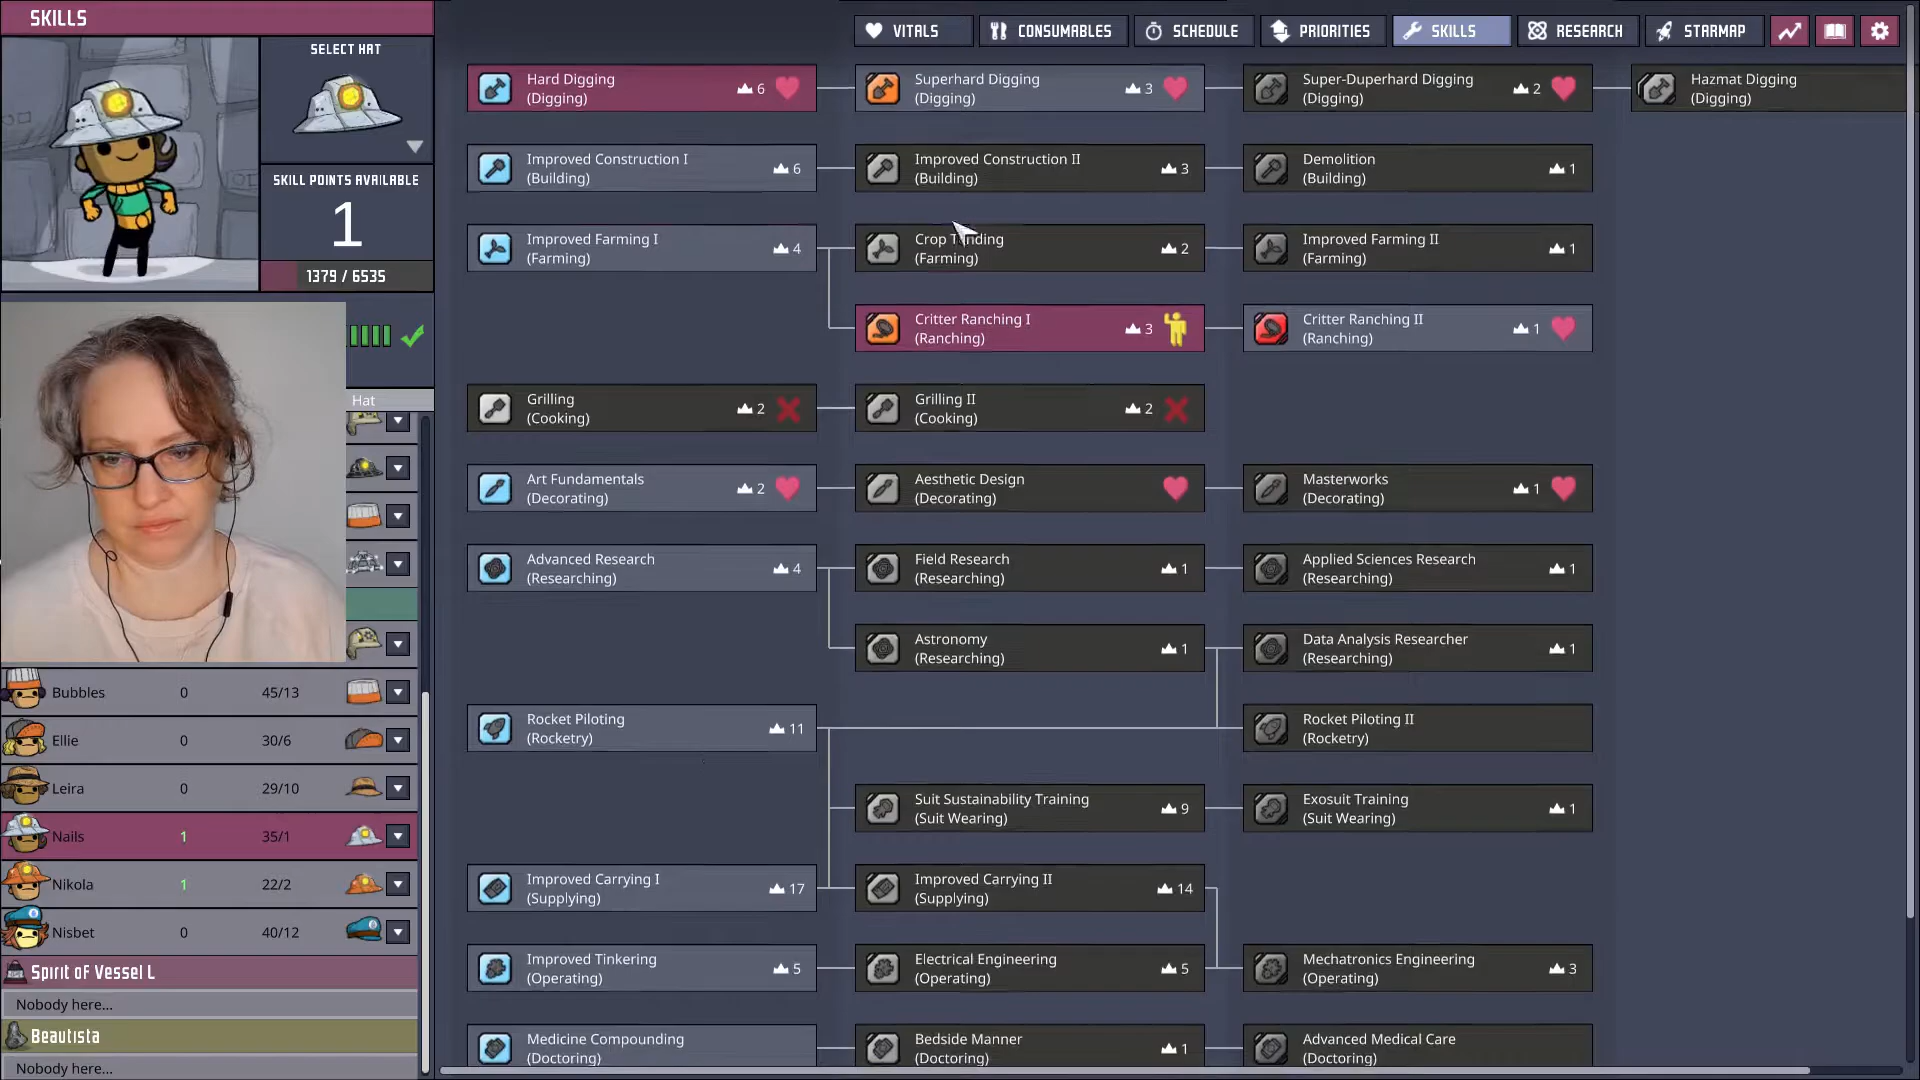 SKILLS
SELECT HAT
SKILL POINTS AVAILABLE
1
1379 / 6535
Hat
Bubbles 0 45/13
Ellie 0 30/6
Leira 0 29/10
Nails 1 35/1
Nikola 1 22/2
Nisbet 0 40/12
Spirit of Vessel L
Nobody here...
Beautista
Nobody here...
VITALS CONSUMABLES SCHEDULE PRIORITIES SKILLS RESEARCH STARMAP
Hard Digging 6
(Digging)
Superhard Digging 3
(Digging)
Super-Duperhard Digging 2
(Digging)
Hazmat Digging
(Digging)
Improved Construction I 6
(Building)
Improved Construction II 3
(Building)
Demolition 1
(Building)
Improved Farming I 4
(Farming)
Crop Tending 2
(Farming)
Improved Farming II 1
(Farming)
Critter Ranching I 3
(Ranching)
Critter Ranching II 1
(Ranching)
Grilling 2
(Cooking)
Grilling II 2
(Cooking)
Art Fundamentals 2
(Decorating)
Aesthetic Design
(Decorating)
Masterworks 1
(Decorating)
Advanced Research 4
(Researching)
Field Research 1
(Researching)
Applied Sciences Research 1
(Researching)
Astronomy 1
(Researching)
Data Analysis Researcher 1
(Researching)
Rocket Piloting 11
(Rocketry)
Rocket Piloting II
(Rocketry)
Suit Sustainability Training 9
(Suit Wearing)
Exosuit Training 1
(Suit Wearing)
Improved Carrying I 17
(Supplying)
Improved Carrying II 14
(Supplying)
Improved Tinkering 5
(Operating)
Electrical Engineering 5
(Operating)
Mechatronics Engineering 3
(Operating)
Medicine Compounding
(Doctoring)
Bedside Manner 1
(Doctoring)
Advanced Medical Care
(Doctoring)